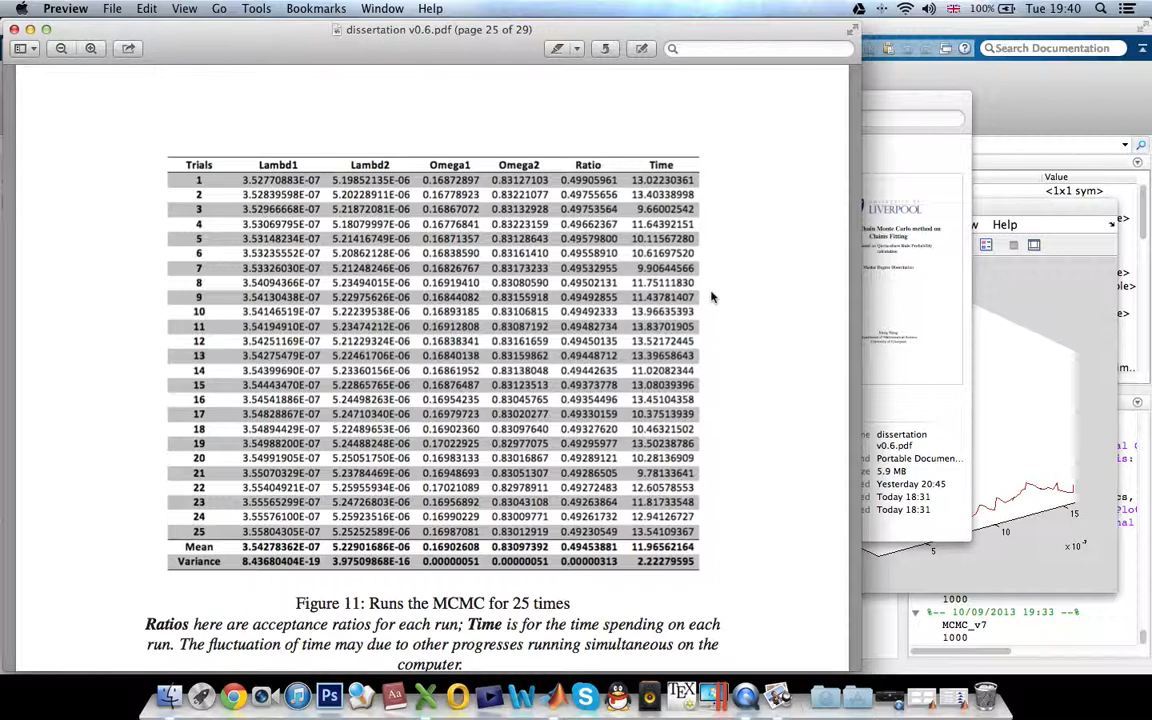 Preview File Edit View Go Tools Bookmarks Window Help 100% Tue 19:40
dissertation v0.6.pdf (page 25 of 29)
Search Documentation
Value
<1x1 sym>
Help
Trials Lambd1 Lambd2 Omega1 Omega2 Ratio Time
1 3.52770883E-07 5.19852135E-06 0.16872897 0.83127103 0.49905961 13.02230361
2 3.52839598E-07 5.20228911E-06 0.16778923 0.83221077 0.49755656 13.40338998
3 3.52966668E-07 5.21872081E-06 0.16867072 0.83132928 0.49753564 9.66002542
4 3.53069795E-07 5.18079997E-06 0.16776841 0.83223159 0.49662367 11.64392151
5 3.53148234E-07 5.21416749E-06 0.16871357 0.83128643 0.49579800 10.11567280
6 3.53235552E-07 5.20862128E-06 0.16838590 0.83161410 0.49558910 10.61697520
7 3.53326030E-07 5.21248246E-06 0.16826767 0.83173233 0.49532955 9.90644566
8 3.54094366E-07 5.23494015E-06 0.16919410 0.83080590 0.49502131 11.75111830
9 3.54130438E-07 5.22975626E-06 0.16844082 0.83155918 0.49492855 11.43781407
10 3.54146519E-07 5.22239538E-06 0.16893185 0.83106815 0.49492333 13.96635393
11 3.54194910E-07 5.23474212E-06 0.16912808 0.83087192 0.49482734 13.83701905
12 3.54251169E-07 5.21229334E-06 0.16838341 0.83161659 0.49450135 13.52172445
13 3.54275479E-07 5.22461706E-06 0.16840138 0.83159862 0.49448712 13.39658643
14 3.54399690E-07 5.23360156E-06 0.16861952 0.83138048 0.49442635 11.02082344
15 3.54443470E-07 5.22865765E-06 0.16876487 0.83123513 0.49373778 13.08039396
16 3.54541886E-07 5.24498263E-06 0.16954235 0.83045765 0.49354496 13.45104358
17 3.54828867E-07 5.24710340E-06 0.16979723 0.83020277 0.49330159 10.37513939
18 3.54894429E-07 5.22489653E-06 0.16902360 0.83097640 0.49327620 10.46321502
19 3.54988200E-07 5.24488248E-06 0.17022925 0.82977075 0.49295977 13.50238786
20 3.54991905E-07 5.25051750E-06 0.16983133 0.83016867 0.49289121 10.28136909
21 3.55070329E-07 5.23784469E-06 0.16948693 0.83051307 0.49286505 9.78133641
22 3.55404921E-07 5.25955934E-06 0.17021089 0.82978911 0.49272483 12.60578553
23 3.55565299E-07 5.24726803E-06 0.16956892 0.83043108 0.49263864 11.81733548
24 3.55576100E-07 5.25923516E-06 0.16990229 0.83009771 0.49261732 12.94126727
25 3.55804305E-07 5.25728477E-06 0.16987081 0.83012919 0.49230549 13.54109367
Mean 3.54278362E-07 5.22901686E-06 0.16902608 0.83097392 0.49453881 11.96562164
Variance 8.43680404E-19 3.97509868E-16 0.00000051 0.00000051 0.00000313 2.22279595
Figure 11: Runs the MCMC for 25 times
Ratios here are acceptance ratios for each run; Time is for the time spending on each
run. The fluctuation of time may due to other progresses running simultaneous on the
computer.
LIVERPOOL
Chain Monte Carlo method on
Claims Fitting
dissertation
v0.6.pdf
Portable Documen...
5.9 MB
Yesterday 20:45
Today 18:31
Today 18:31
5
10
15
x 10
1000
%-- 10/09/2013 19:33 --%
MCMC_v7
1000